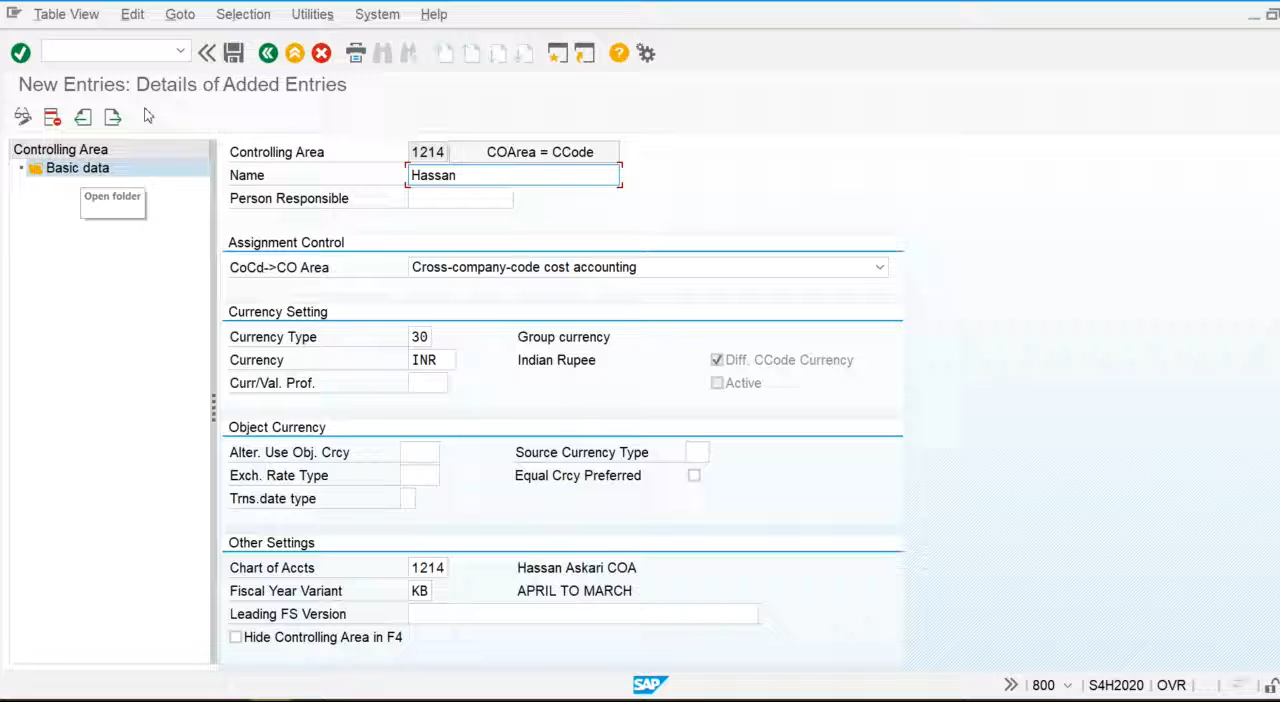 Table View Edit Goto Selection Utilities System Help
New Entries: Details of Added Entries
Controlling Area
Basic data
Open folder
Controlling Area 1214 COArea = CCode
Name Hassan
Person Responsible
Assignment Control
CoCd->CO Area Cross-company-code cost accounting
Currency Setting
Currency Type 30 Group currency
Currency INR Indian Rupee Diff. CCode Currency
Curr/Val. Prof. Active
Object Currency
Alter. Use Obj. Crcy Source Currency Type
Exch. Rate Type Equal Crcy Preferred
Trns.date type
Other Settings
Chart of Accts 1214 Hassan Askari COA
Fiscal Year Variant KB APRIL TO MARCH
Leading FS Version
Hide Controlling Area in F4
SAP 800 S4H2020 OVR